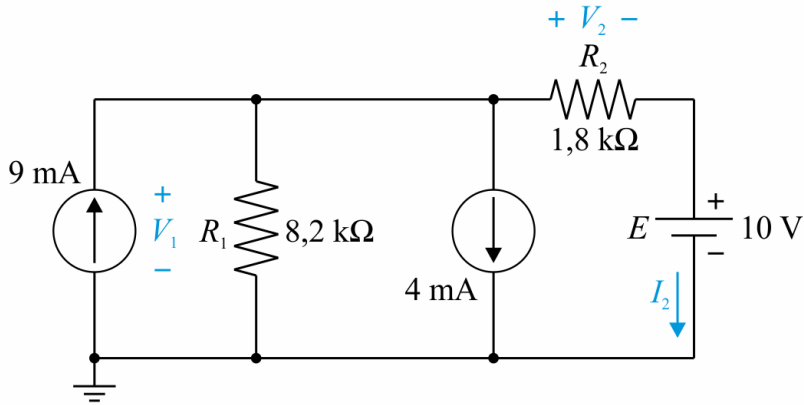 + V₂ −
R₂
1,8 kΩ
9 mA
+
V₁
−
R₁
8,2 kΩ
4 mA
E
+
−
10 V
I₂